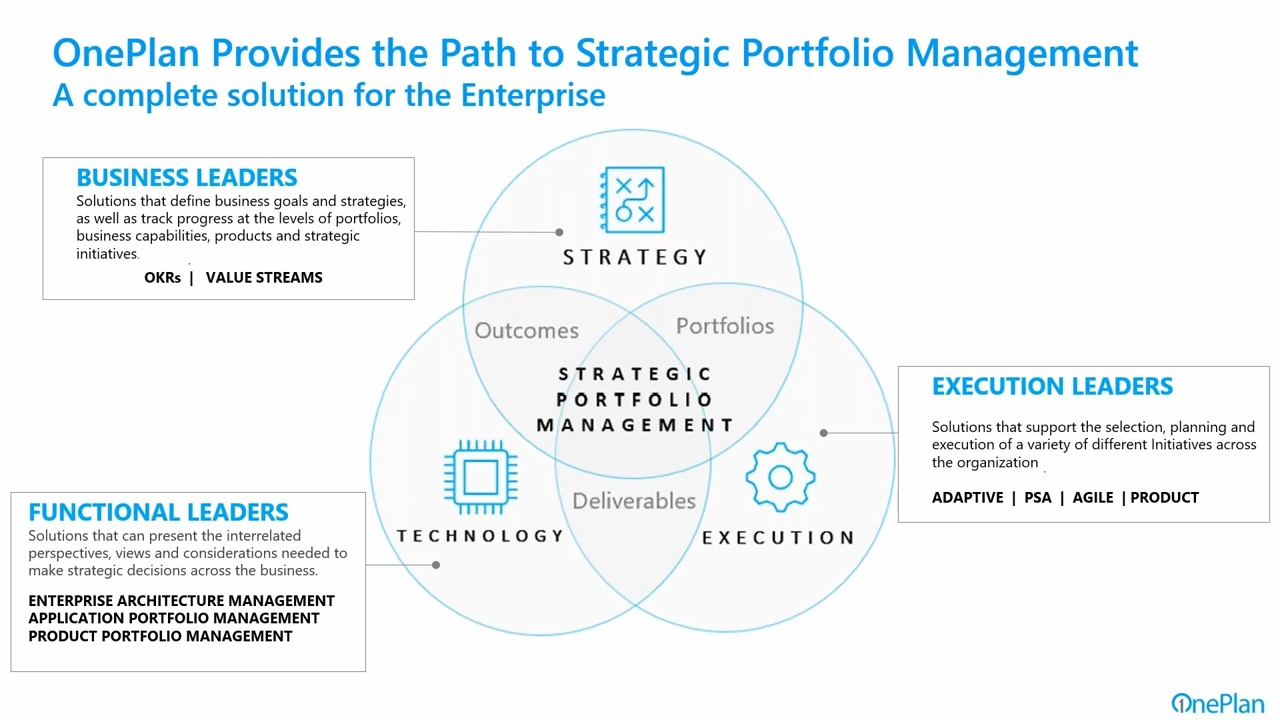 OnePlan Provides the Path to Strategic Portfolio Management
A complete solution for the Enterprise
BUSINESS LEADERS
Solutions that define business goals and strategies,
as well as track progress at the levels of portfolios,
business capabilities, products and strategic
initiatives.
OKRs | VALUE STREAMS
STRATEGY
Outcomes
Portfolios
STRATEGIC
PORTFOLIO
MANAGEMENT
EXECUTION LEADERS
Solutions that support the selection, planning and
execution of a variety of different Initiatives across
the organization
ADAPTIVE | PSA | AGILE | PRODUCT
Deliverables
TECHNOLOGY
EXECUTION
FUNCTIONAL LEADERS
Solutions that can present the interrelated
perspectives, views and considerations needed to
make strategic decisions across the business.
ENTERPRISE ARCHITECTURE MANAGEMENT
APPLICATION PORTFOLIO MANAGEMENT
PRODUCT PORTFOLIO MANAGEMENT
OnePlan